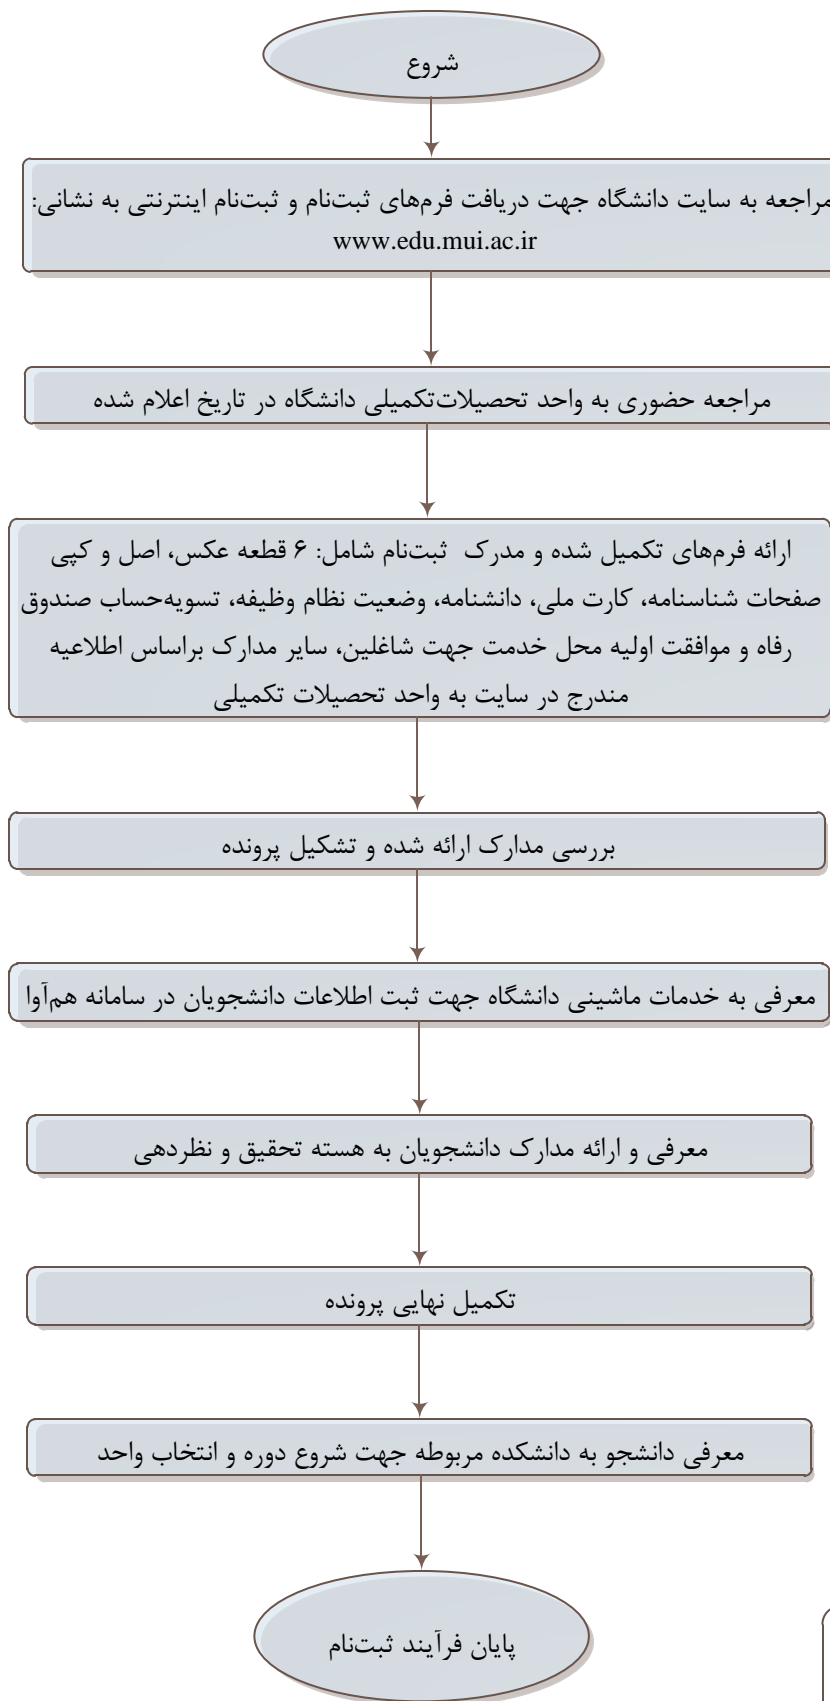 شروع
مراجعه به سایت دانشگاه جهت دریافت فرم‌های ثبت‌نام و ثبت‌نام اینترنتی به نشانی:
www.edu.mui.ac.ir
مراجعه حضوری به واحد تحصیلات‌تکمیلی دانشگاه در تاریخ اعلام شده
ارائه فرم‌های تکمیل شده و مدرک ثبت‌نام شامل: ۶ قطعه عکس، اصل و کپی
صفحات شناسنامه، کارت ملی، دانشنامه، وضعیت نظام وظیفه، تسویه‌حساب صندوق
رفاه و موافقت اولیه محل خدمت جهت شاغلین، سایر مدارک براساس اطلاعیه
مندرج در سایت به واحد تحصیلات تکمیلی
بررسی مدارک ارائه شده و تشکیل پرونده
معرفی به خدمات ماشینی دانشگاه جهت ثبت اطلاعات دانشجویان در سامانه هم‌آوا
معرفی و ارائه مدارک دانشجویان به هسته تحقیق و نظردهی
تکمیل نهایی پرونده
معرفی دانشجو به دانشکده مربوطه جهت شروع دوره و انتخاب واحد
پایان فرآیند ثبت‌نام